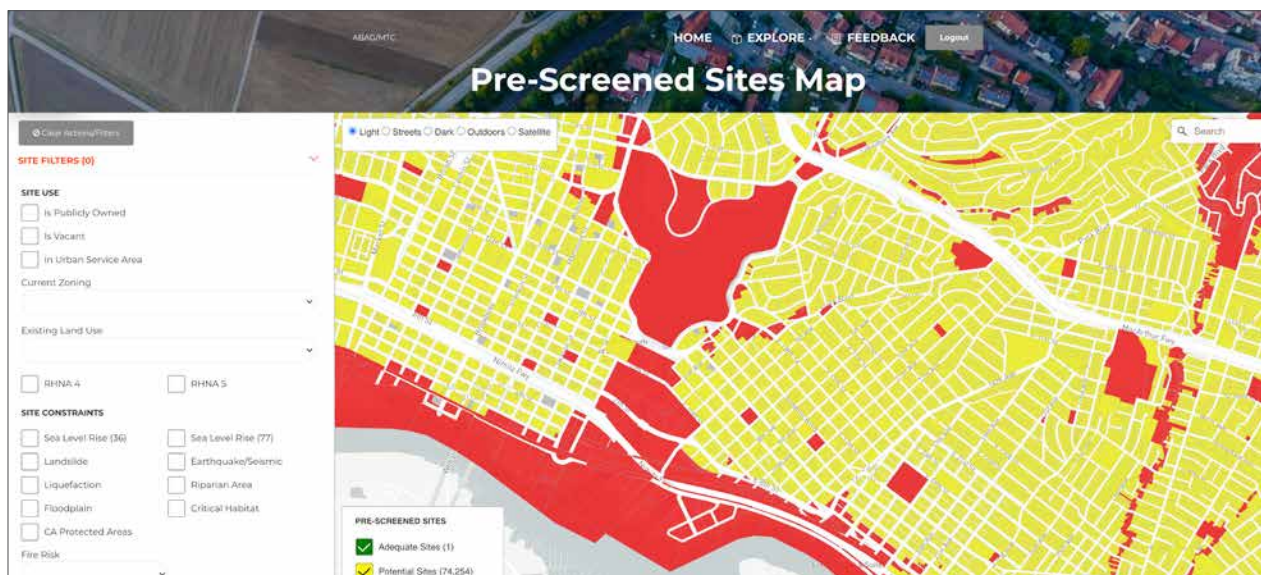 ABAG/MTC
HOME
EXPLORE
FEEDBACK
Logout
Pre-Screened Sites Map
Clear Actions/Filters
SITE FILTERS (0)
SITE USE
Is Publicly Owned
Is Vacant
In Urban Service Area
Current Zoning
Existing Land Use
RHNA 4
RHNA 5
SITE CONSTRAINTS
Sea Level Rise (36)
Sea Level Rise (77)
Landslide
Earthquake/Seismic
Liquefaction
Riparian Area
Floodplain
Critical Habitat
CA Protected Areas
Fire Risk
Light
Streets
Dark
Outdoors
Satellite
Search
Nimitz Fwy
MacArthur Fwy
PRE-SCREENED SITES
Adequate Sites (1)
Potential Sites (74,254)